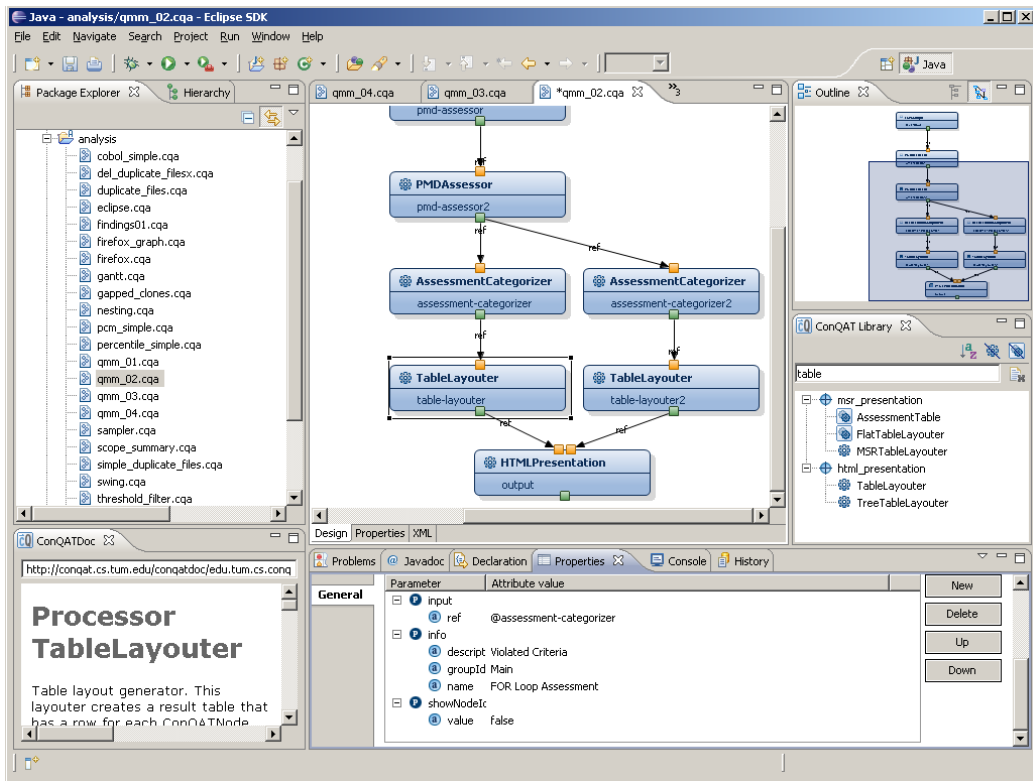 Java - analysis/qmm_02.cqa - Eclipse SDK
File Edit Navigate Search Project Run Window Help
Java
Package Explorer
Hierarchy
analysis
cobol_simple.cqa
del_duplicate_filesx.cqa
duplicate_files.cqa
eclipse.cqa
findings01.cqa
firefox_graph.cqa
firefox.cqa
gantt.cqa
gapped_clones.cqa
nesting.cqa
pcm_simple.cqa
percentile_simple.cqa
qmm_01.cqa
qmm_02.cqa
qmm_03.cqa
qmm_04.cqa
sampler.cqa
scope_summary.cqa
simple_duplicate_files.cqa
swing.cqa
threshold_filter.cqa
qmm_04.cqa
qmm_03.cqa
*qmm_02.cqa
»3
pmd-assessor
ref
PMDAssessor
pmd-assessor2
ref
ref
AssessmentCategorizer
assessment-categorizer
AssessmentCategorizer
assessment-categorizer2
ref
ref
TableLayouter
table-layouter
TableLayouter
table-layouter2
ref
ref
HTMLPresentation
output
Design Properties XML
Outline
ConQAT Library
table
msr_presentation
AssessmentTable
FlatTableLayouter
MSRTableLayouter
html_presentation
TableLayouter
TreeTableLayouter
ConQATDoc
http://conqat.cs.tum.edu/conqatdoc/edu.tum.cs.conq
Processor
TableLayouter
Table layout generator. This
layouter creates a result table that
has a row for each ConQATNode
Problems
Javadoc
Declaration
Properties
Console
History
General
Parameter
Attribute value
input
ref @assessment-categorizer
info
descript Violated Criteria
groupId Main
name FOR Loop Assessment
showNodeIc
value false
New
Delete
Up
Down